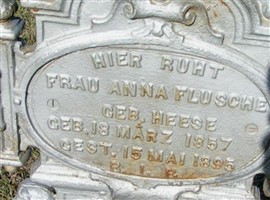 HIER RUHT
FRAU ANNA FLUSCHE
GEB. HEESE
GEB. 18 MÄRZ 1857
GEST. 15 MAI 1895
R.I.P.